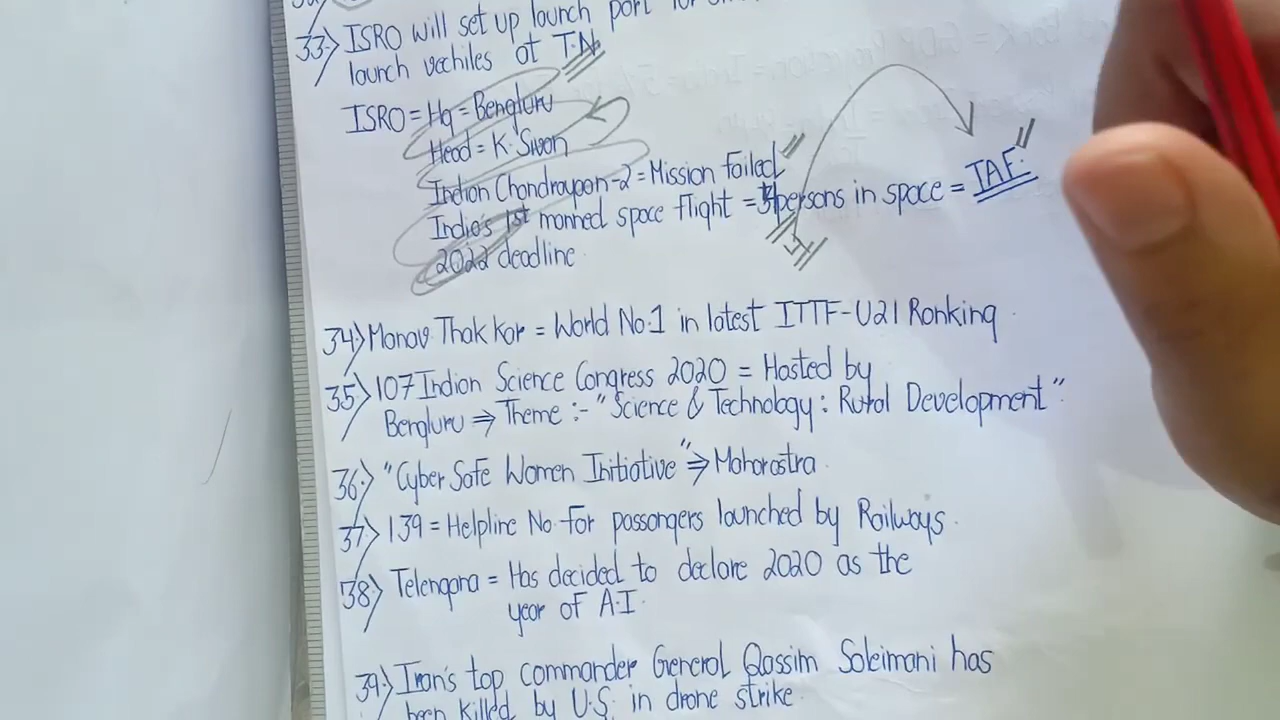 33) ISRO will set up launch port for
launch vechiles at T.N
ISRO = Hq = Bengluru
Head = K. Sivan
Indian Chandrayan-2 = Mission failed
India's 1st manned space flight = persons in space = IAF
4
2022 deadline
34) Manav Thakkar = World No.1 in latest ITTF-U21 Ranking
35) 107 Indian Science Congress 2020 = Hosted by
Bengluru ⇒ Theme :- "Science & Technology : Rural Development"
36) "Cyber Safe Women Initiative" ⇒ Maharastra
37) 139 = Helpline No. for passangers launched by Railways.
38) Telengana = Has decided to declare 2020 as the
year of A.I.
39) Iran's top commander General Qassim Soleimani has
been killed by U.S. in drone strike.